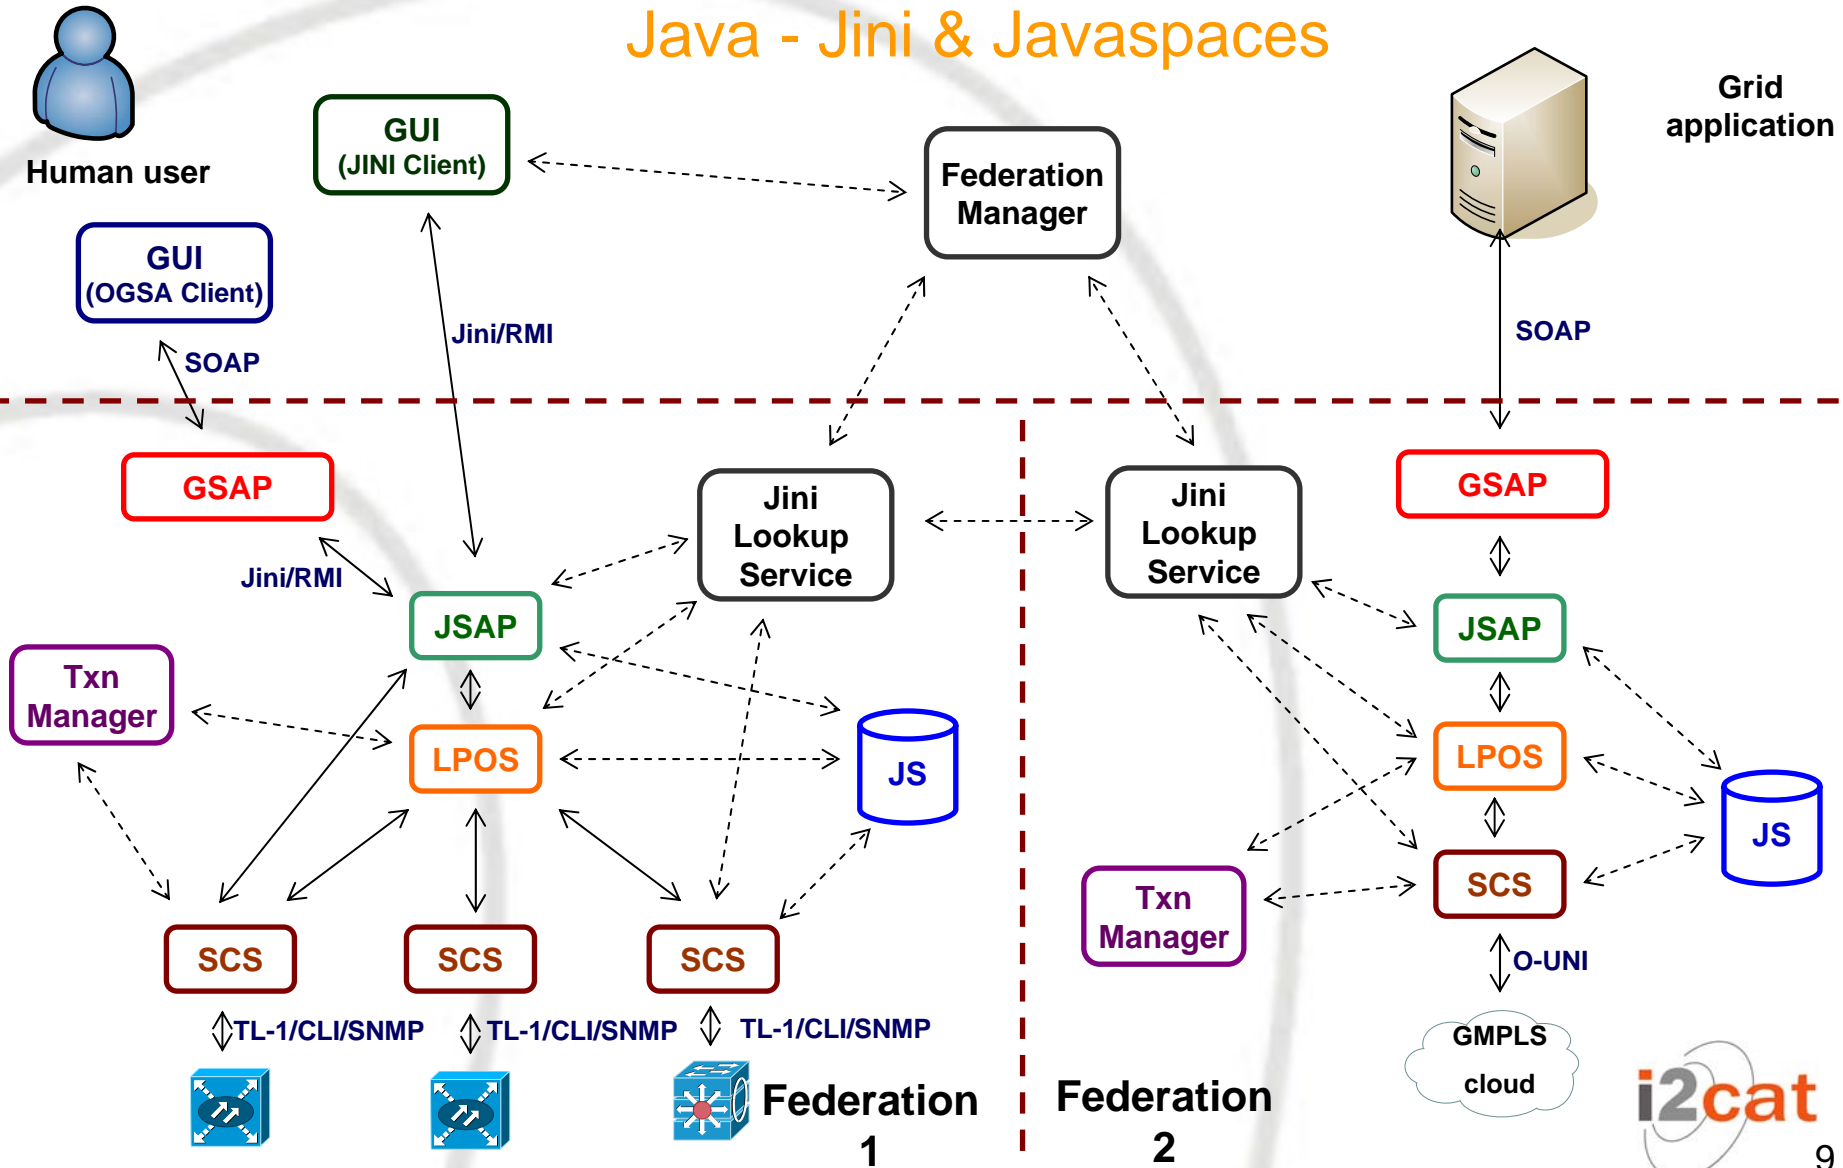 Java - Jini & Javaspaces
Human user
GUI
(JINI Client)
Federation
Manager
Grid
application
GUI
(OGSA Client)
SOAP
Jini/RMI
SOAP
GSAP
Jini/RMI
Jini
Lookup
Service
Jini
Lookup
Service
GSAP
JSAP
JSAP
Txn
Manager
LPOS
JS
LPOS
JS
SCS
Txn
Manager
SCS
SCS
SCS
O-UNI
TL-1/CLI/SNMP
TL-1/CLI/SNMP
TL-1/CLI/SNMP
GMPLS
cloud
Federation
1
Federation
2
i2cat
9